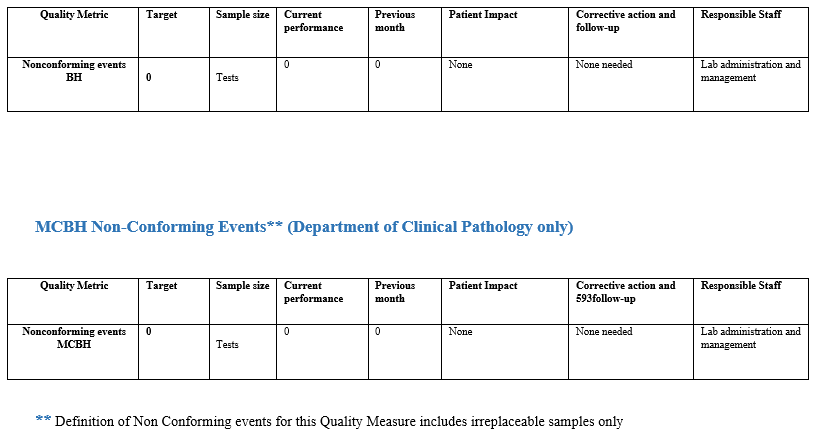 Quality Metric Target Sample size Current performance Previous month Patient Impact Corrective action and follow-up Responsible Staff
Nonconforming events BH 0 Tests 0 0 None None needed Lab administration and management
MCBH Non-Conforming Events** (Department of Clinical Pathology only)
Quality Metric Target Sample size Current performance Previous month Patient Impact Corrective action and 593follow-up Responsible Staff
Nonconforming events MCBH 0 Tests 0 0 None None needed Lab administration and management
** Definition of Non Conforming events for this Quality Measure includes irreplaceable samples only